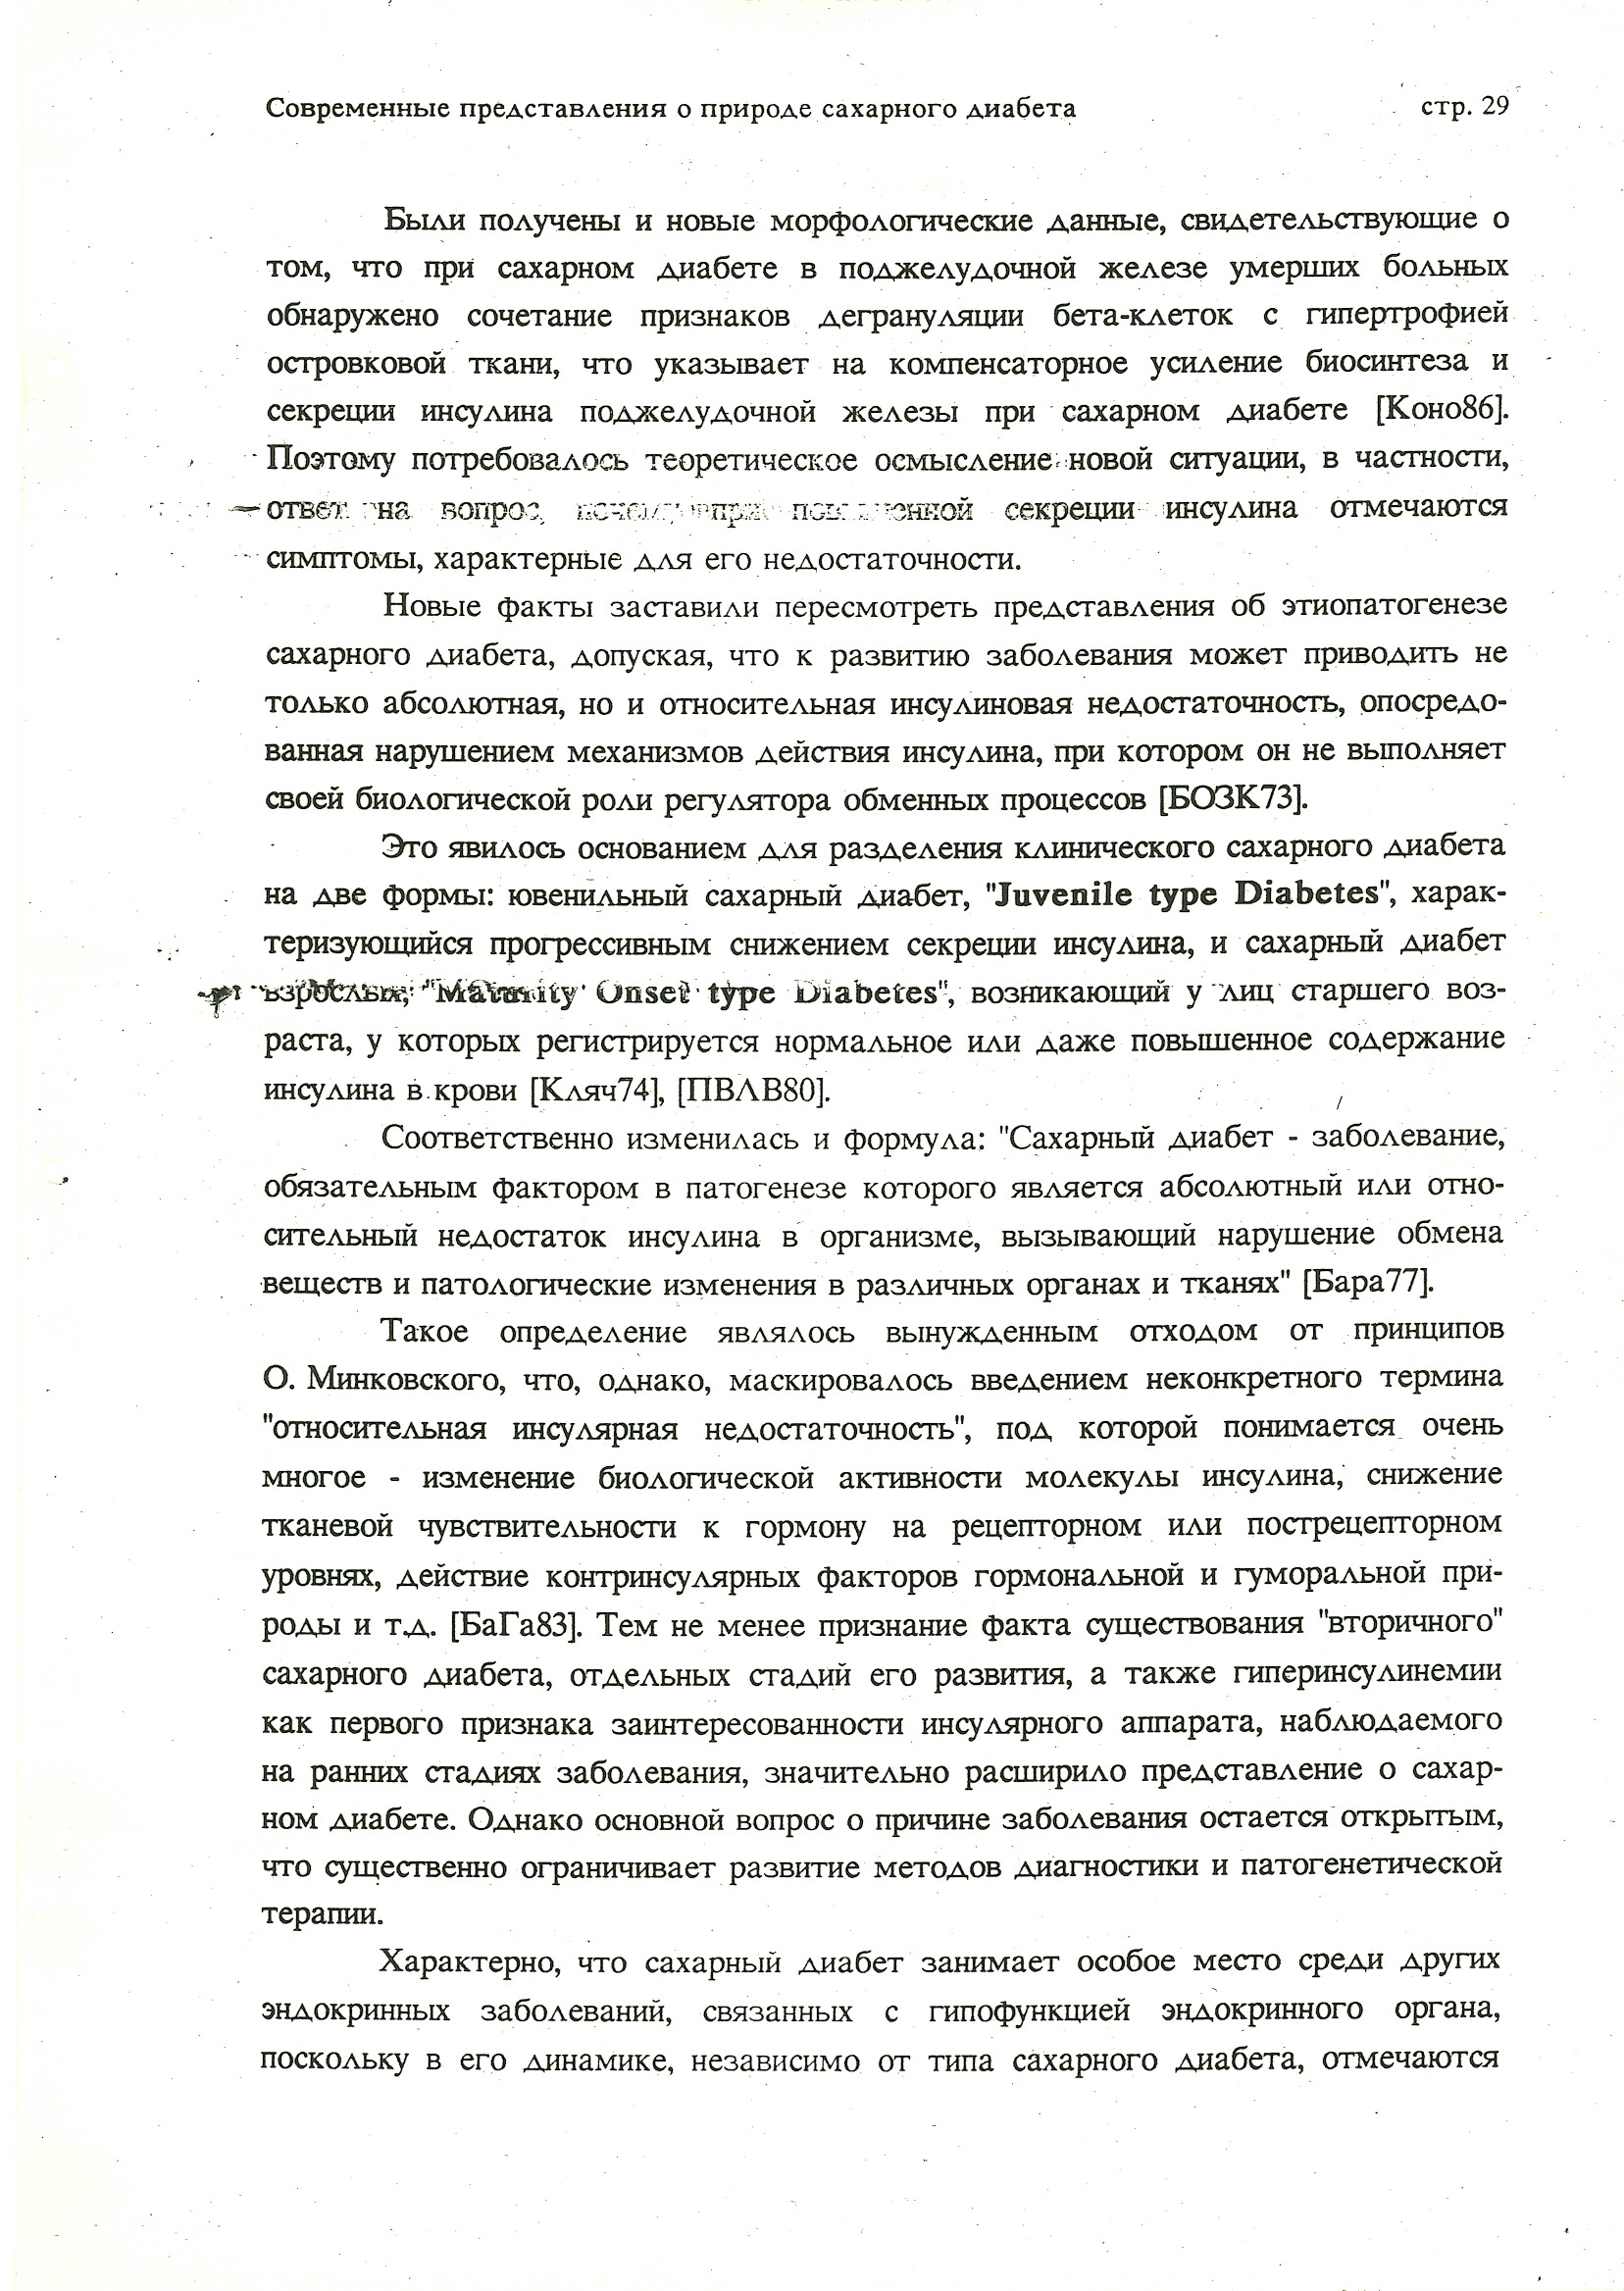 Современные представления о природе сахарного диабета стр. 29
Были получены и новые морфологические данные, свидетельствующие о
том, что при сахарном диабете в поджелудочной железе умерших больных
обнаружено сочетание признаков дегрануляции бета-клеток с гипертрофией
островковой ткани, что указывает на компенсаторное усиление биосинтеза и
секреции инсулина поджелудочной железы при сахарном диабете [Коно86].
Поэтому потребовалось теоретическое осмысление новой ситуации, в частности,
ответ на вопрос, почему при повышенной секреции инсулина отмечаются
симптомы, характерные для его недостаточности.
Новые факты заставили пересмотреть представления об этиопатогенезе
сахарного диабета, допуская, что к развитию заболевания может приводить не
только абсолютная, но и относительная инсулиновая недостаточность, опосредо-
ванная нарушением механизмов действия инсулина, при котором он не выполняет
своей биологической роли регулятора обменных процессов [БОЗК73].
Это явилось основанием для разделения клинического сахарного диабета
на две формы: ювенильный сахарный диабет, "Juvenile type Diabetes", харак-
теризующийся прогрессивным снижением секреции инсулина, и сахарный диабет
взрослых, "Maturity Onset type Diabetes", возникающий у лиц старшего воз-
раста, у которых регистрируется нормальное или даже повышенное содержание
инсулина в крови [Кляч74], [ПВЛВ80].
Соответственно изменилась и формула: "Сахарный диабет - заболевание,
обязательным фактором в патогенезе которого является абсолютный или отно-
сительный недостаток инсулина в организме, вызывающий нарушение обмена
веществ и патологические изменения в различных органах и тканях" [Бара77].
Такое определение являлось вынужденным отходом от принципов
О. Минковского, что, однако, маскировалось введением неконкретного термина
"относительная инсулярная недостаточность", под которой понимается очень
многое - изменение биологической активности молекулы инсулина, снижение
тканевой чувствительности к гормону на рецепторном или пострецепторном
уровнях, действие контринсулярных факторов гормональной и гуморальной при-
роды и т.д. [БаГа83]. Тем не менее признание факта существования "вторичного"
сахарного диабета, отдельных стадий его развития, а также гиперинсулинемии
как первого признака заинтересованности инсулярного аппарата, наблюдаемого
на ранних стадиях заболевания, значительно расширило представление о сахар-
ном диабете. Однако основной вопрос о причине заболевания остается открытым,
что существенно ограничивает развитие методов диагностики и патогенетической
терапии.
Характерно, что сахарный диабет занимает особое место среди других
эндокринных заболеваний, связанных с гипофункцией эндокринного органа,
поскольку в его динамике, независимо от типа сахарного диабета, отмечаются